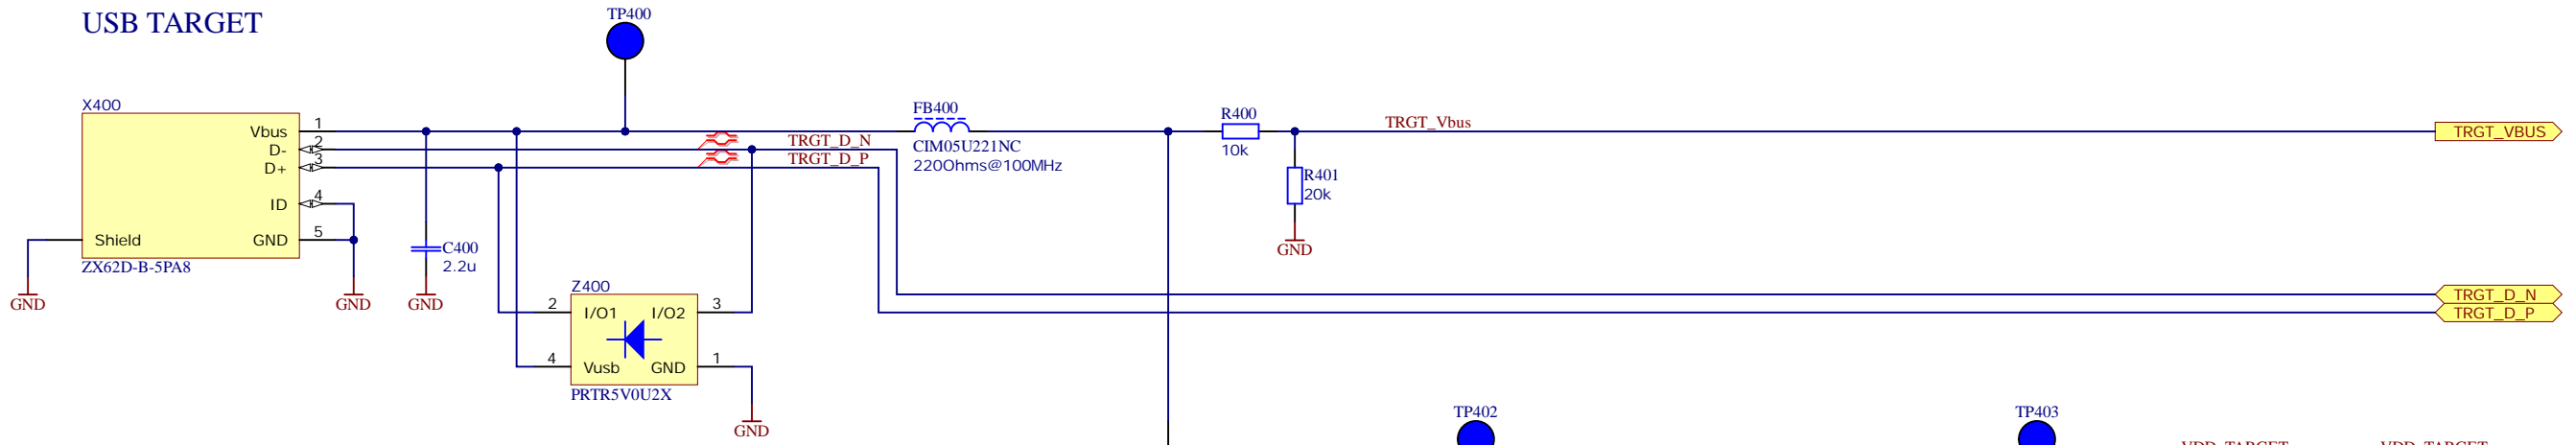 USB TARGET
TP400
X400
Vbus 1
D- 2
D+ 3
ID 4
Shield GND 5
ZX62D-B-5PA8
GND
GND
C400
2.2u
GND
TRGT_D_N
TRGT_D_P
FB400
CIM05U221NC
220Ohms@100MHz
R400
10k
TRGT_Vbus
TRGT_VBUS
R401
20k
GND
TRGT_D_N
TRGT_D_P
Z400
2 I/O1 I/O2 3
4 Vusb GND 1
PRTR5V0U2X
GND
TP402
TP403
VDD_TARGET
VDD_TARGET